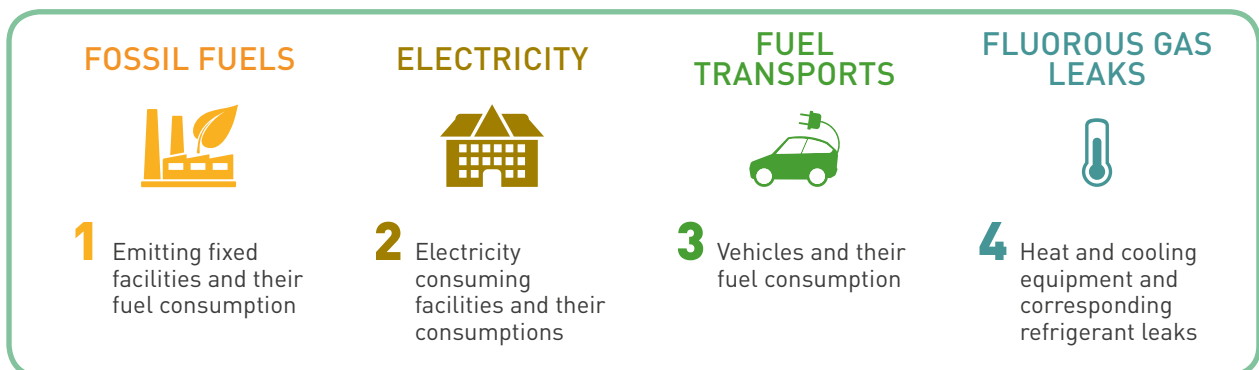 FOSSIL FUELS
1
Emitting fixed
facilities and their
fuel consumption
ELECTRICITY
2
Electricity
consuming
facilities and their
consumptions
FUEL
TRANSPORTS
3
Vehicles and their
fuel consumption
FLUOROUS GAS
LEAKS
4
Heat and cooling
equipment and
corresponding
refrigerant leaks